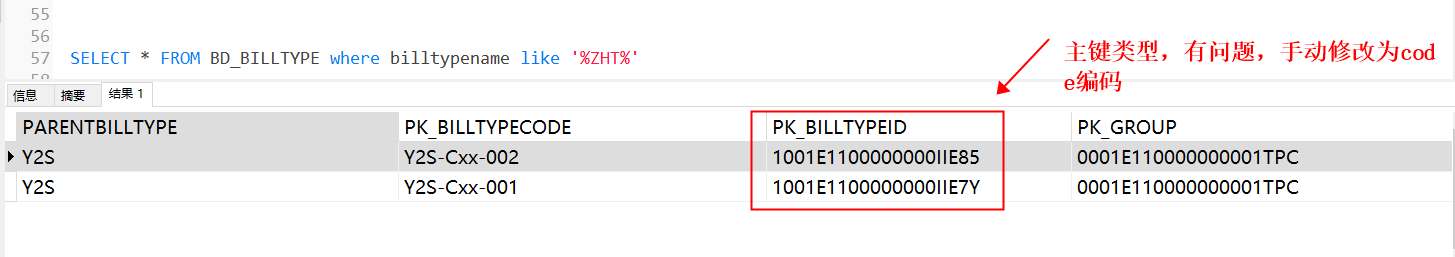 55
56
57 SELECT * FROM BD_BILLTYPE where billtypename like '%ZHT%'
主键类型，有问题，手动修改为cod
e编码
信息 摘要 结果 1
PARENTBILLTYPE PK_BILLTYPECODE PK_BILLTYPEID PK_GROUP
Y2S Y2S-Cxx-002 1001E1100000000IIE85 0001E110000000001TPC
Y2S Y2S-Cxx-001 1001E1100000000IIE7Y 0001E110000000001TPC